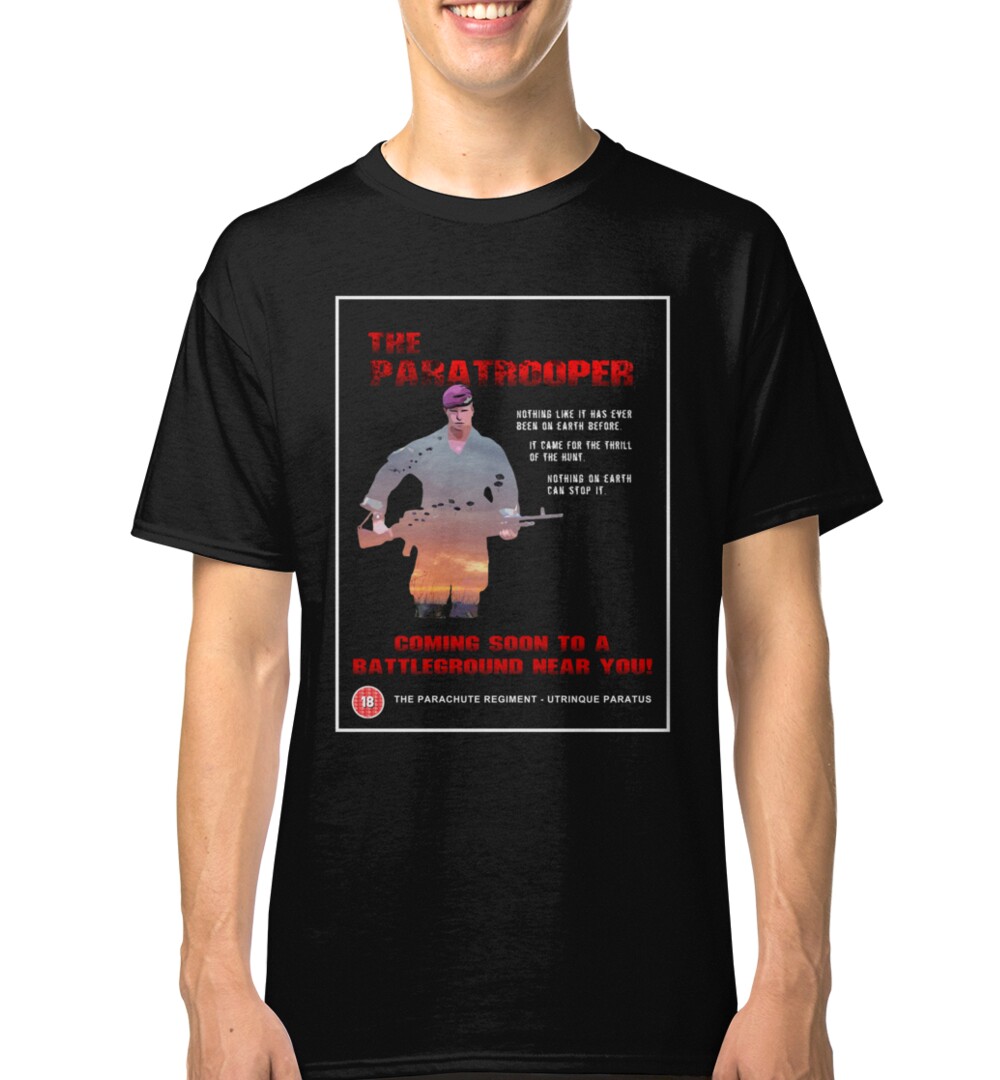 THE
PARATROOPER
NOTHING LIKE IT HAS EVER
BEEN ON EARTH BEFORE.
IT CAME FOR THE THRILL
OF THE HUNT.
NOTHING ON EARTH
CAN STOP IT.
COMING SOON TO A
BATTLEGROUND NEAR YOU!
18 THE PARACHUTE REGIMENT - UTRINQUE PARATUS